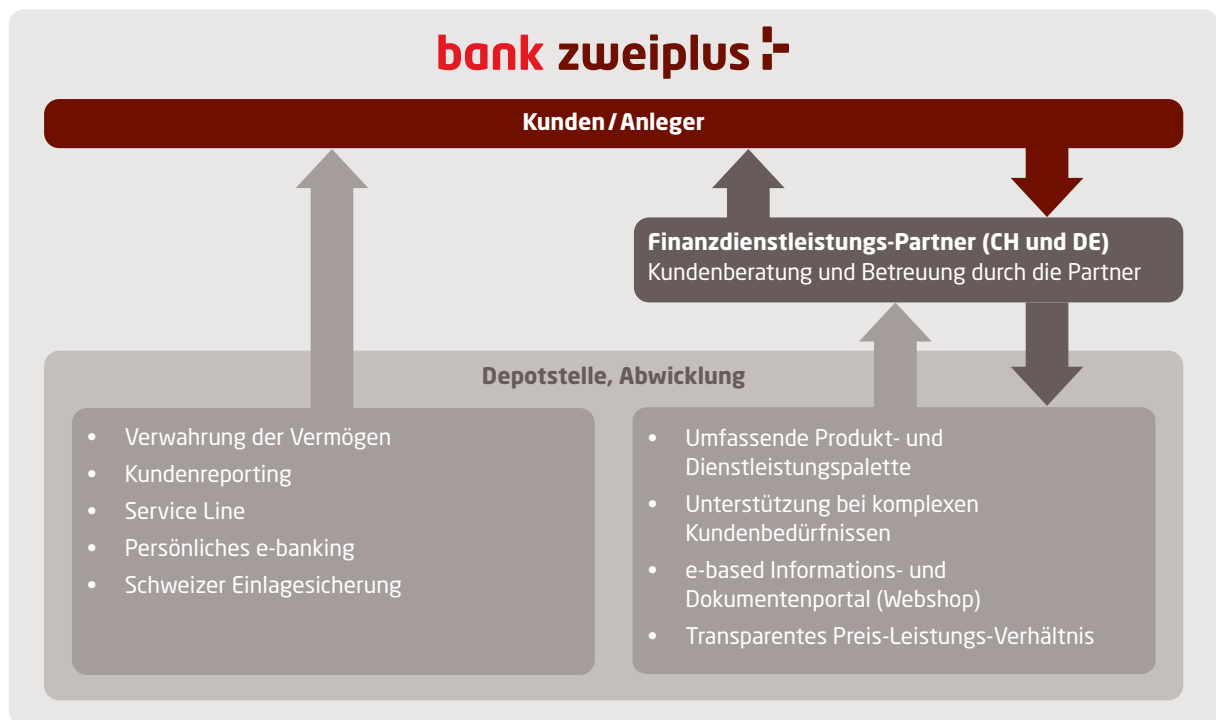 bank zweiplus
Kunden/Anleger
Finanzdienstleistungs-Partner (CH und DE)
Kundenberatung und Betreuung durch die Partner
Depotstelle, Abwicklung
• Verwahrung der Vermögen
• Kundenreporting
• Service Line
• Persönliches e-banking
• Schweizer Einlagesicherung
• Umfassende Produkt- und
Dienstleistungspalette
• Unterstützung bei komplexen
Kundenbedürfnissen
• e-based Informations- und
Dokumentenportal (Webshop)
• Transparentes Preis-Leistungs-Verhältnis